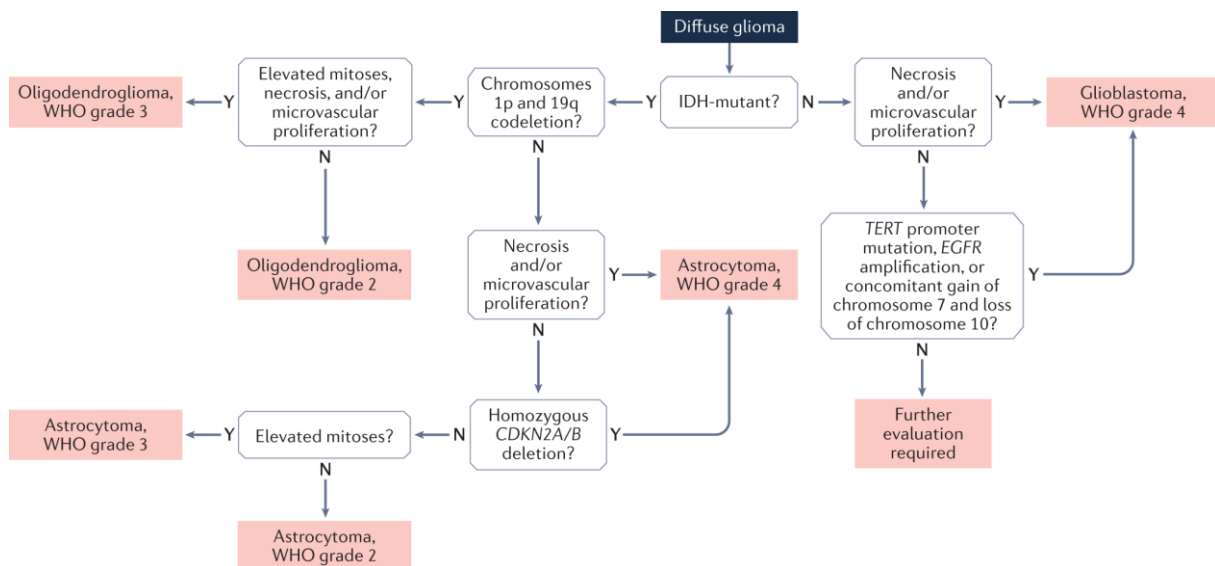 Diffuse glioma
IDH-mutant?
Y
N
Chromosomes
1p and 19q
codeletion?
Y
N
Elevated mitoses,
necrosis, and/or
microvascular
proliferation?
Y
N
Oligodendroglioma,
WHO grade 3
Oligodendroglioma,
WHO grade 2
Necrosis
and/or
microvascular
proliferation?
Y
N
Astrocytoma,
WHO grade 4
Homozygous
CDKN2A/B
deletion?
Y
N
Elevated mitoses?
Y
N
Astrocytoma,
WHO grade 3
Astrocytoma,
WHO grade 2
Necrosis
and/or
microvascular
proliferation?
Y
N
Glioblastoma,
WHO grade 4
TERT promoter
mutation, EGFR
amplification, or
concomitant gain of
chromosome 7 and loss
of chromosome 10?
Y
N
Further
evaluation
required